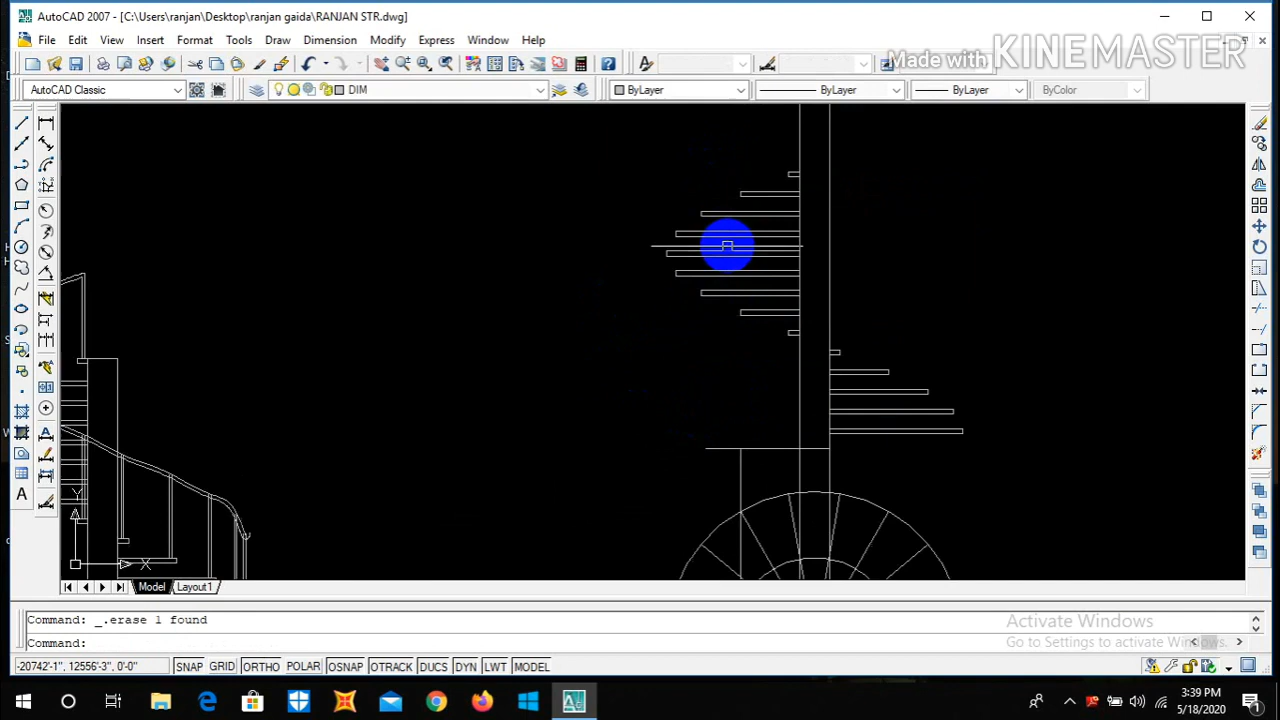 AutoCAD 2007 - [C:\Users\ranjan\Desktop\ranjan gaida\RANJAN STR.dwg]
File Edit View Insert Format Tools Draw Dimension Modify Express Window Help
Made with KINEMASTER
AutoCAD Classic DIM ByLayer ByLayer ByLayer ByColor
A
A
Y
X
Model Layout1
Command: _.erase 1 found
Command:
Activate Windows
Go to Settings to activate Windows.
-20742'-1", 12556'-3", 0'-0" SNAP GRID ORTHO POLAR OSNAP OTRACK DUCS DYN LWT MODEL
3:39 PM
5/18/2020
1